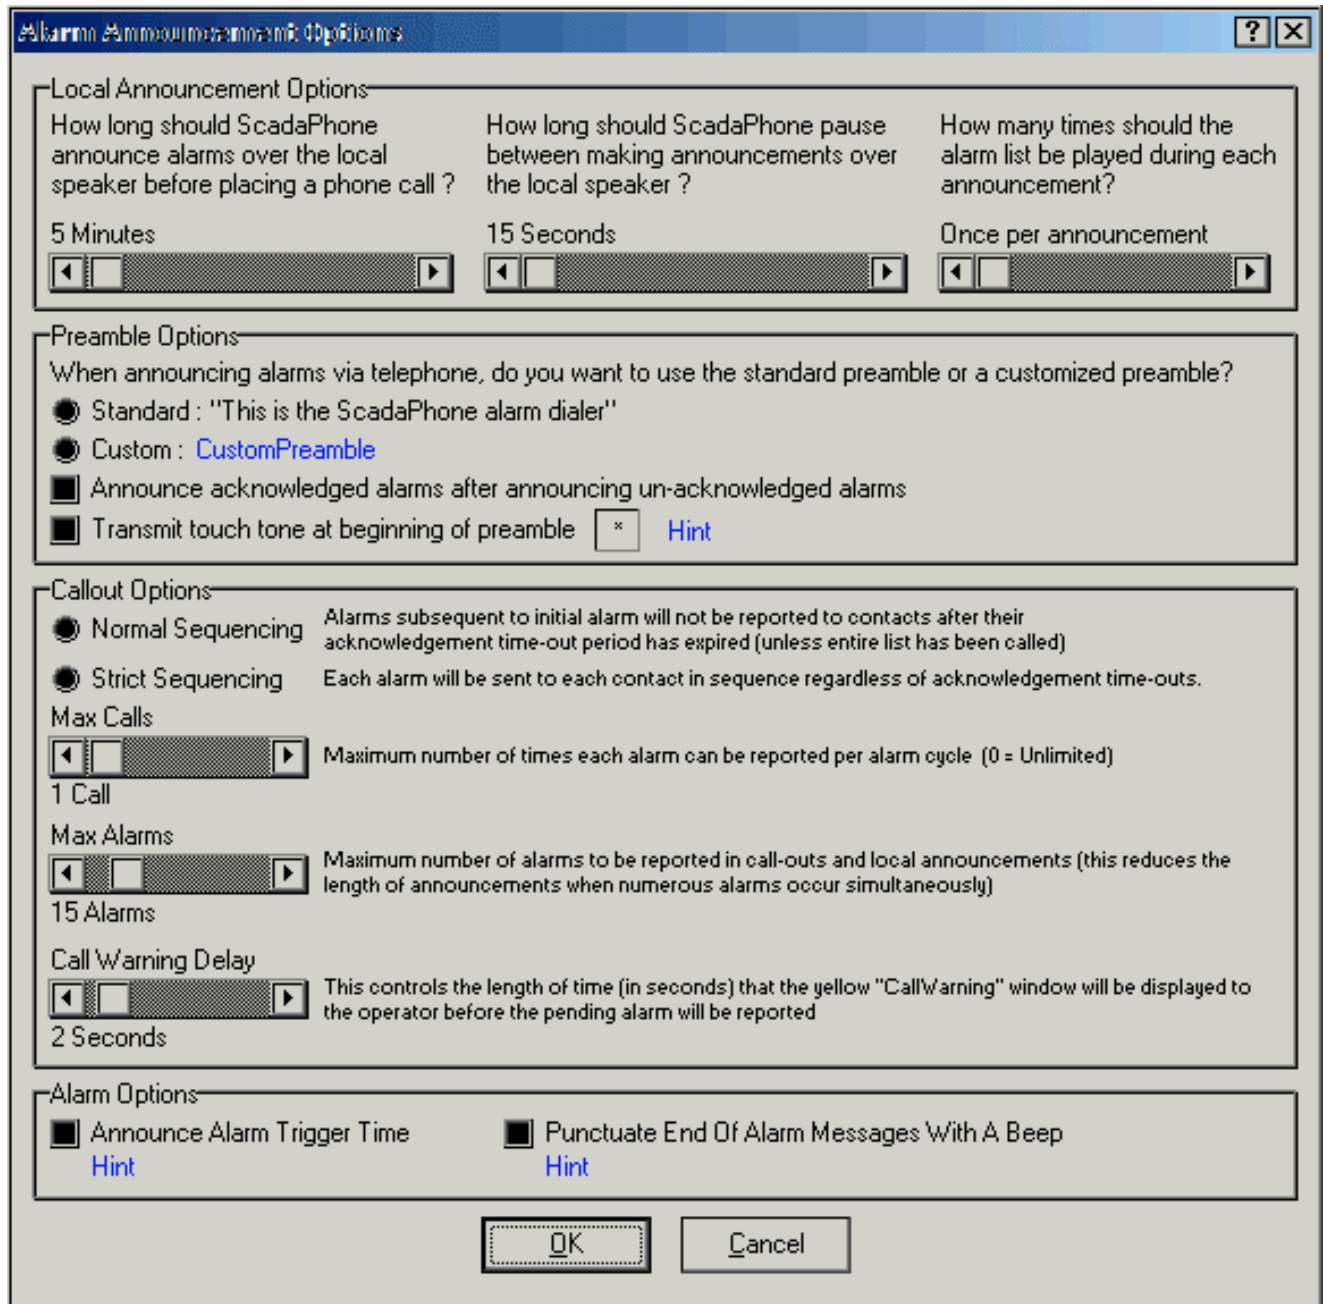 Alarm Announcement Options
Local Announcement Options
How long should ScadaPhone
announce alarms over the local
speaker before placing a phone call ?
5 Minutes
How long should ScadaPhone pause
between making announcements over
the local speaker ?
15 Seconds
How many times should the
alarm list be played during each
announcement?
Once per announcement
Preamble Options
When announcing alarms via telephone, do you want to use the standard preamble or a customized preamble?
Standard : "This is the ScadaPhone alarm dialer"
Custom : CustomPreamble
Announce acknowledged alarms after announcing un-acknowledged alarms
Transmit touch tone at beginning of preamble * Hint
Callout Options
Normal Sequencing
Alarms subsequent to initial alarm will not be reported to contacts after their
acknowledgement time-out period has expired (unless entire list has been called)
Strict Sequencing
Each alarm will be sent to each contact in sequence regardless of acknowledgement time-outs.
Max Calls
Maximum number of times each alarm can be reported per alarm cycle (0 = Unlimited)
1 Call
Max Alarms
Maximum number of alarms to be reported in call-outs and local announcements (this reduces the
length of announcements when numerous alarms occur simultaneously)
15 Alarms
Call Warning Delay
This controls the length of time (in seconds) that the yellow "CallWarning" window will be displayed to
the operator before the pending alarm will be reported
2 Seconds
Alarm Options
Announce Alarm Trigger Time
Hint
Punctuate End Of Alarm Messages With A Beep
Hint
OK
Cancel